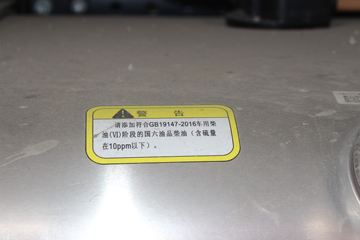 警 告
请添加符合GB19147-2016车用柴
油(VI)阶段的国六油品柴油（含硫量
在10ppm以下）。